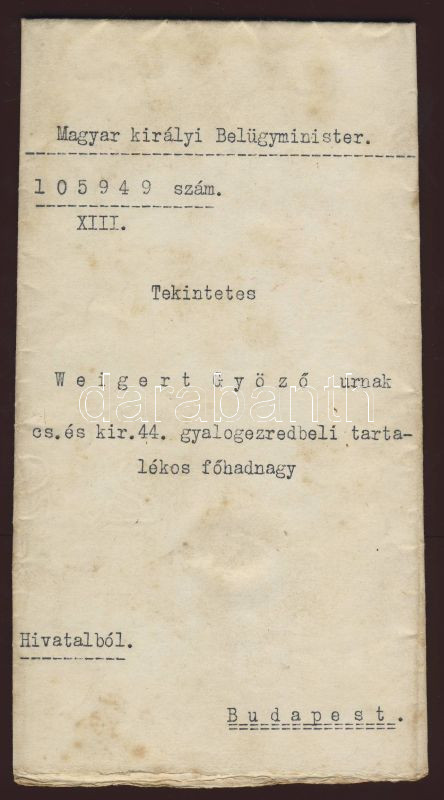 Magyar királyi Belügyminister.
105949 szám.
XIII.
Tekintetes
Weigert Győző urnak
darabanth
cs.és kir.44. gyalogezredbeli tarta-
lékos főhadnagy
Hivatalból.
Budapest.